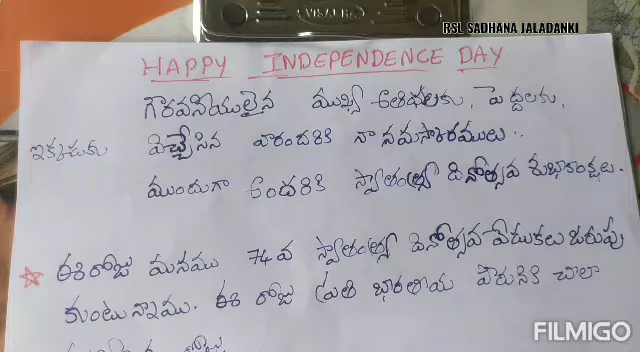 RSL SADHANA JALADANKI
HAPPY INDEPENDENCE DAY
గౌరవనీయులైన ముఖ్య అతిథులకు, పెద్దలకు,
ఇక్కడకు విచ్చేసిన వారందరికి నా నమస్కారములు..
ముందుగా అందరికి స్వాతంత్య్ర దినోత్సవ శుభాకాంక్షలు.
ఈ రోజు మనము 74వ స్వాతంత్య్ర దినోత్సవ వేడుకలు జరుపు
కుంటున్నాము. ఈ రోజు ప్రతి భారతీయ పౌరునికి చాలా
FILMIGO